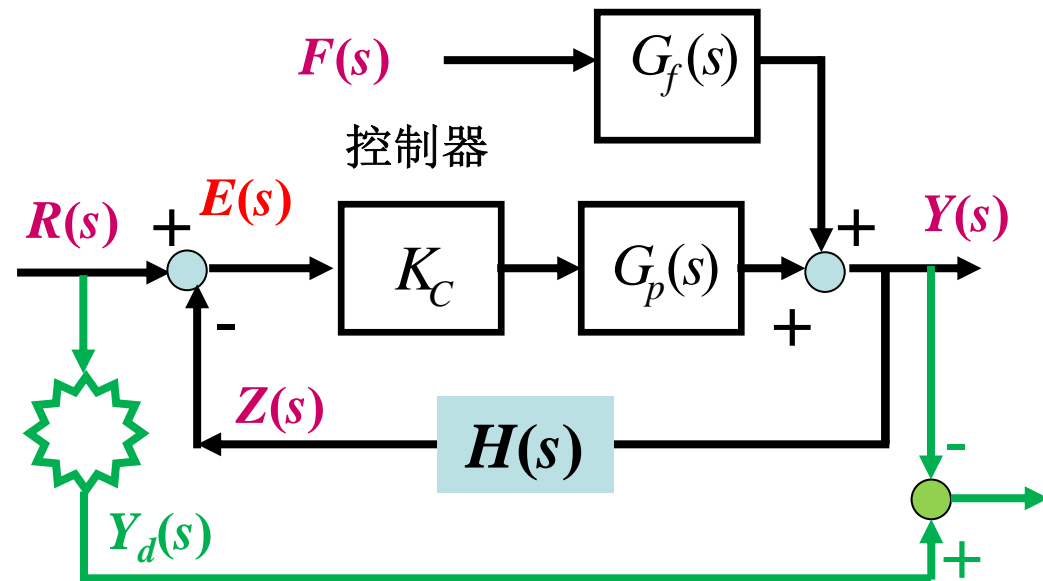 F(s)
G_f(s)
控制器
R(s)
+
E(s)
K_C
G_p(s)
+
Y(s)
-
+
Z(s)
H(s)
-
Y_d(s)
+